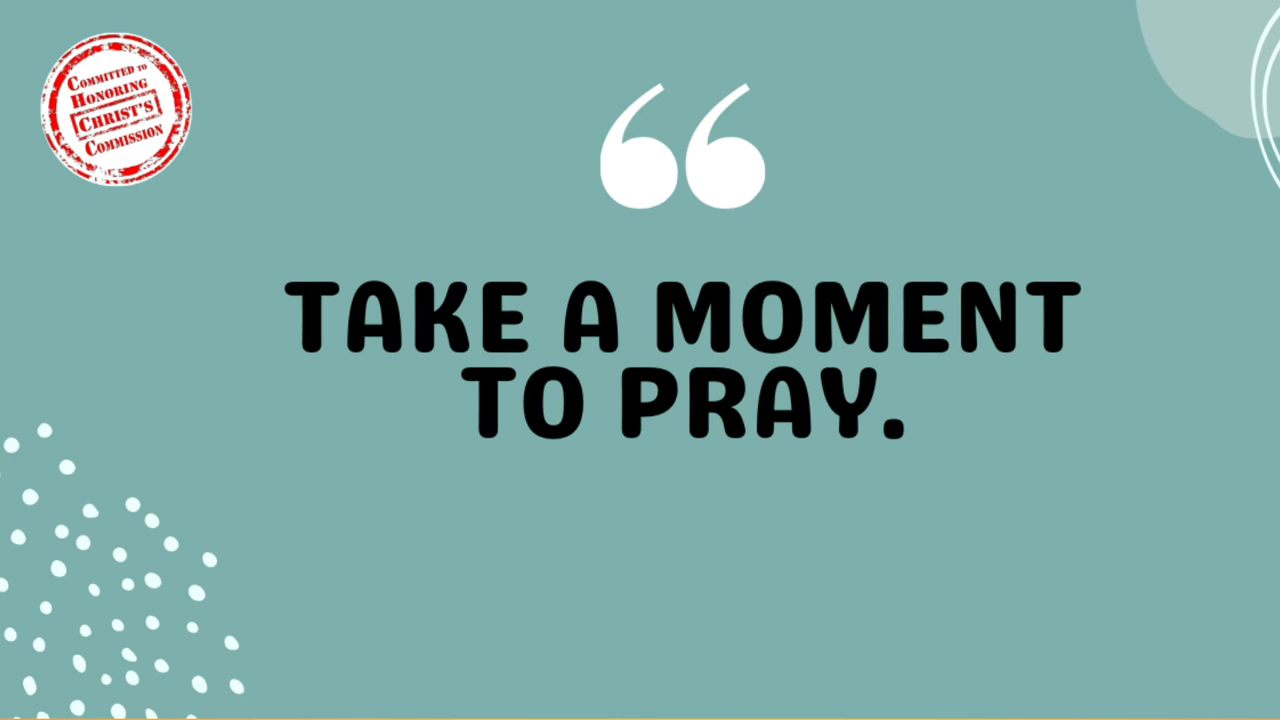 COMMITTED TO
HONORING
CHRIST'S
COMMISSION
“
TAKE A MOMENT
TO PRAY.